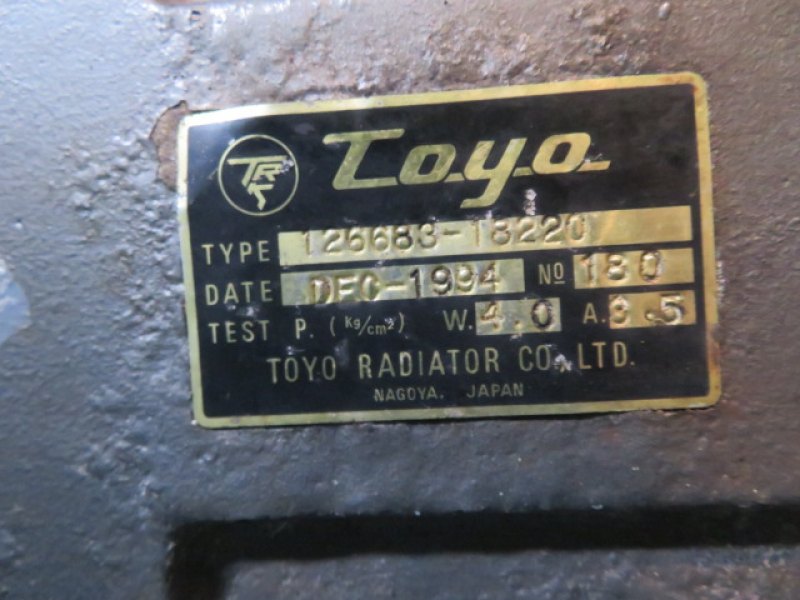 TR Toyo
TYPE 126683-18220
DATE DEC-1994 No 180
TEST P. (Kg/cm²) W. 4.0 A. 3.5
TOYO RADIATOR CO., LTD.
NAGOYA, JAPAN